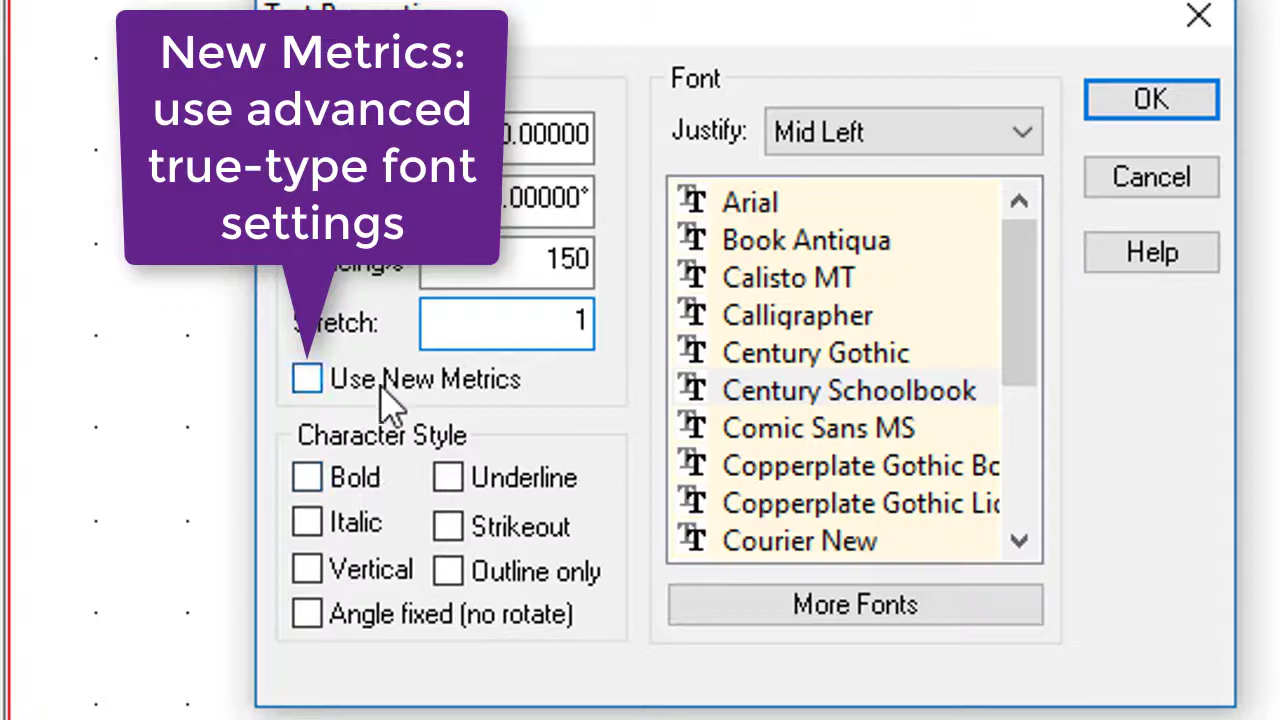 New Metrics:
use advanced
true-type font
settings
Font
OK
Justify: Mid Left
Cancel
Help
Arial
Book Antiqua
150
Calisto MT
Calligrapher
1
Century Gothic
Use New Metrics
Century Schoolbook
Comic Sans MS
Character Style
Bold
Underline
Copperplate Gothic
Italic
Strikeout
Copperplate Gothic
Vertical
Outline only
Courier New
Angle fixed (no rotate)
More Fonts